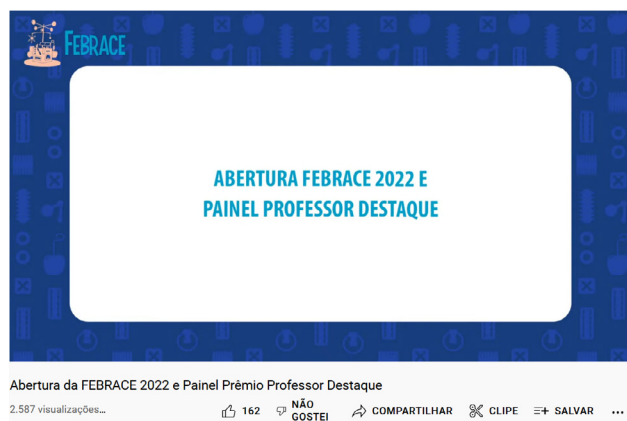 FEBRACE
ABERTURA FEBRACE 2022 E
PAINEL PROFESSOR DESTAQUE
Abertura da FEBRACE 2022 e Painel Prêmio Professor Destaque
2.587 visualizações...
162
NÃO
GOSTEI
COMPARTILHAR
CLIPE
SALVAR
...